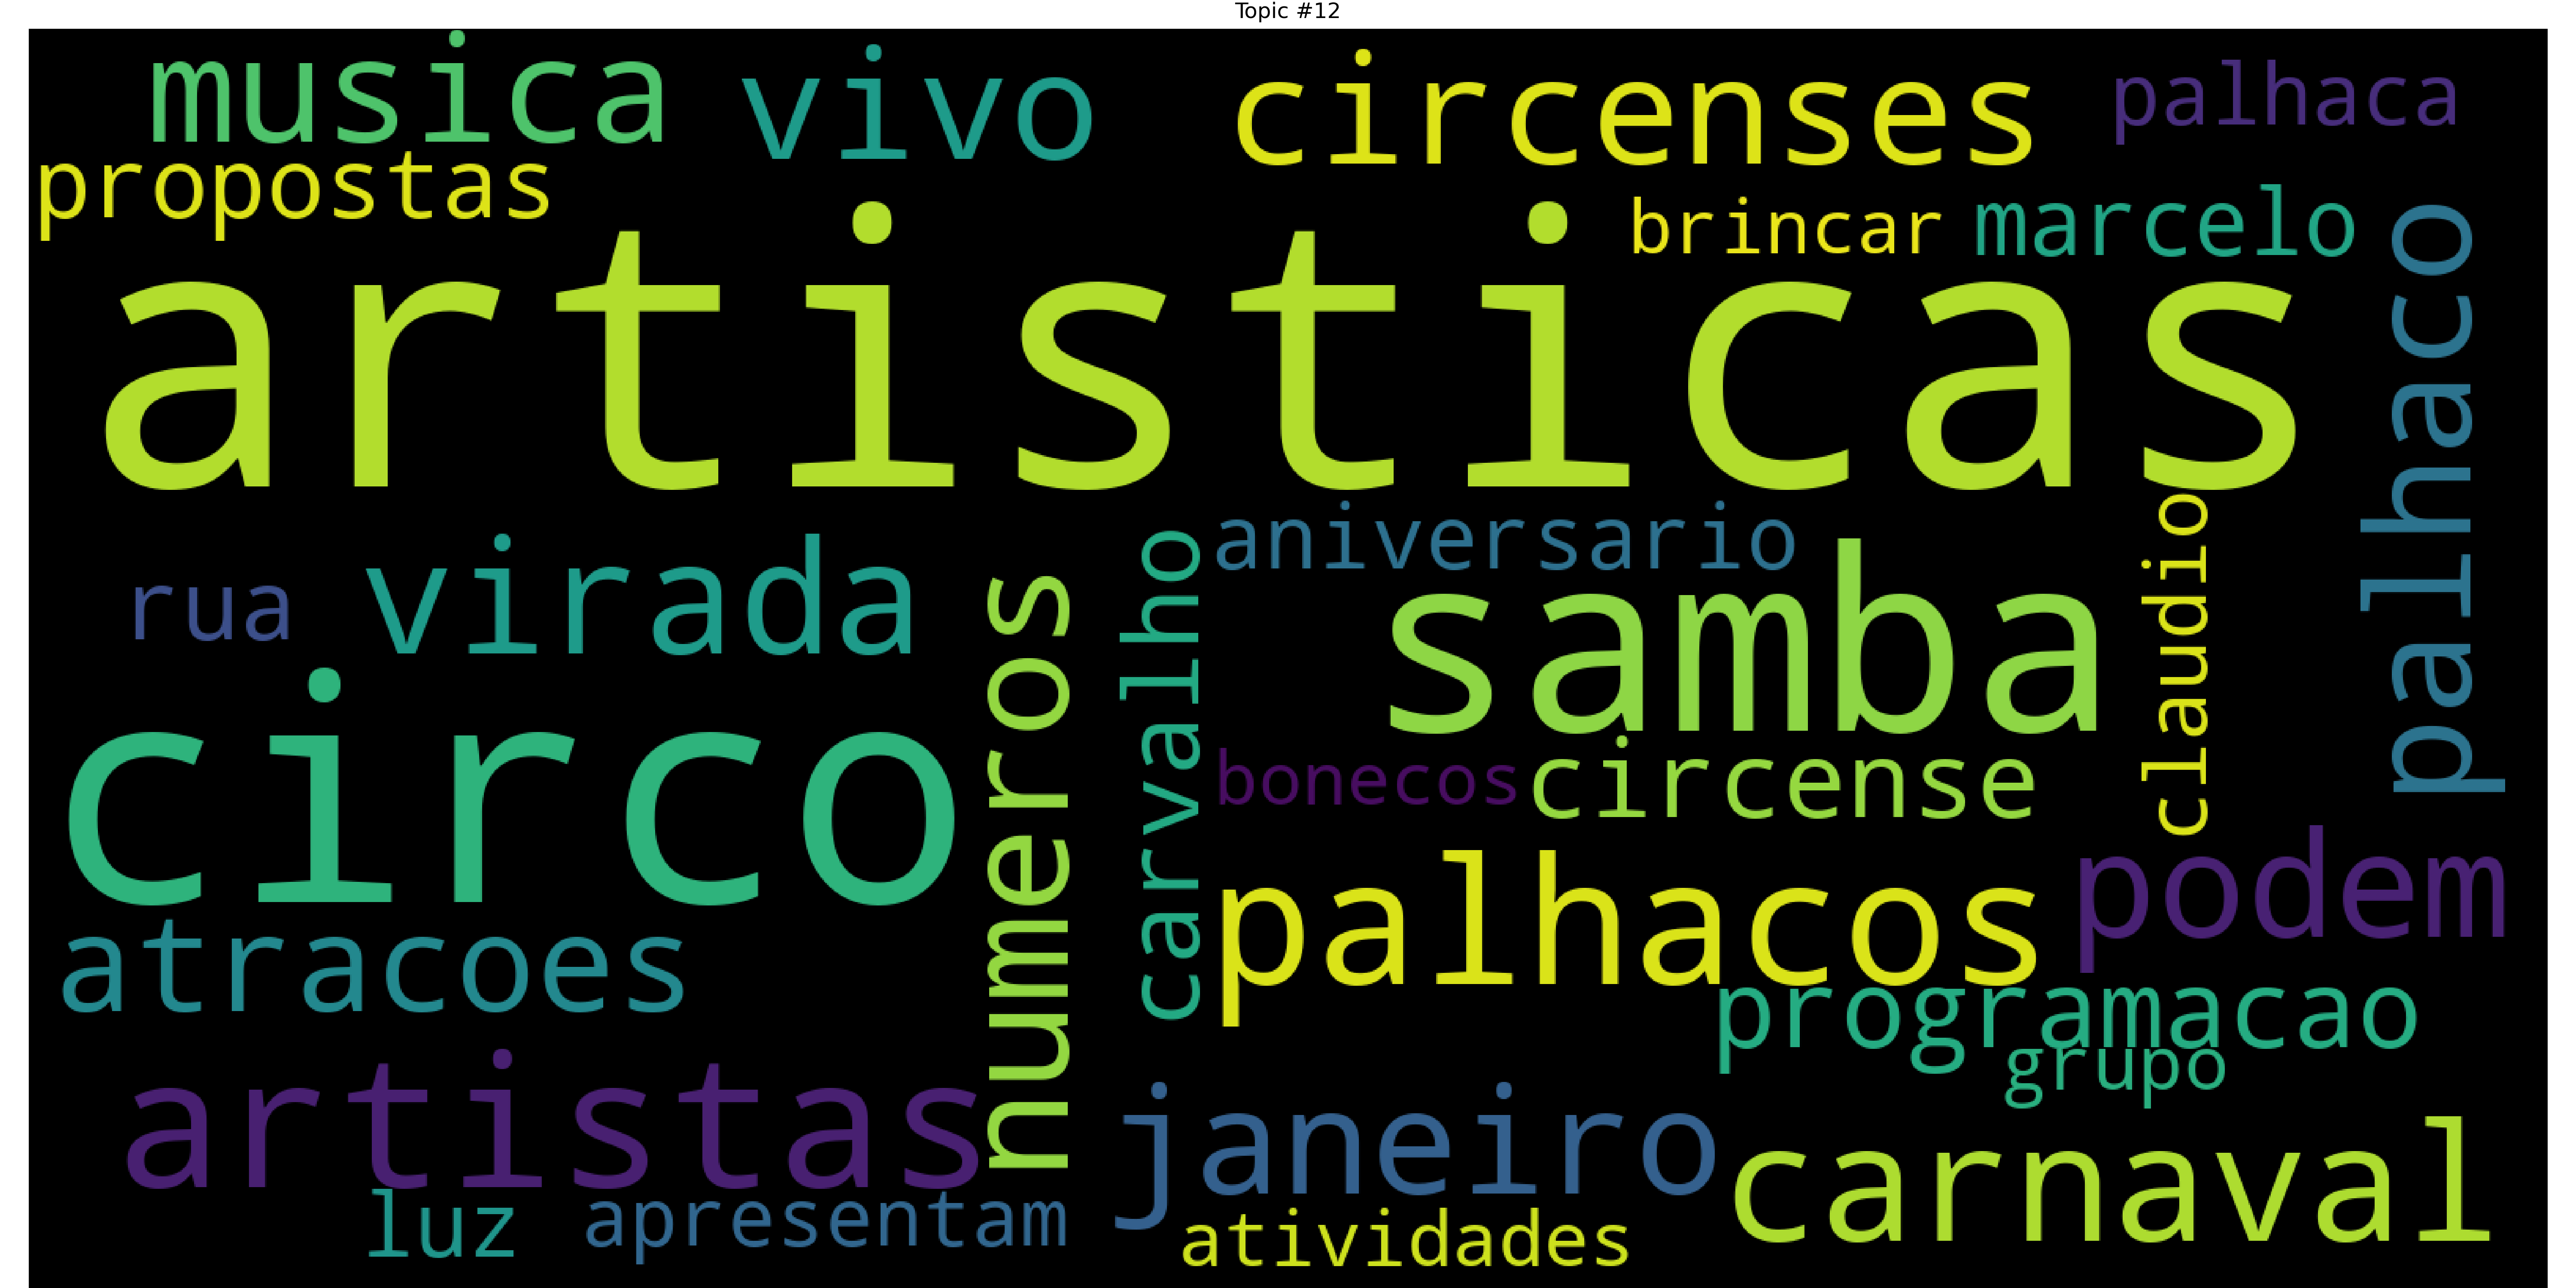 Topic #12
musica vivo circenses palhaca
propostas brincar marcelo
artisticas palhaco
aniversario claudio
rua virada numeros carvalho samba
circo bonecos circense
palhacos podem
atracoes programacao
grupo
artistas janeiro carnaval
luz apresentam atividades